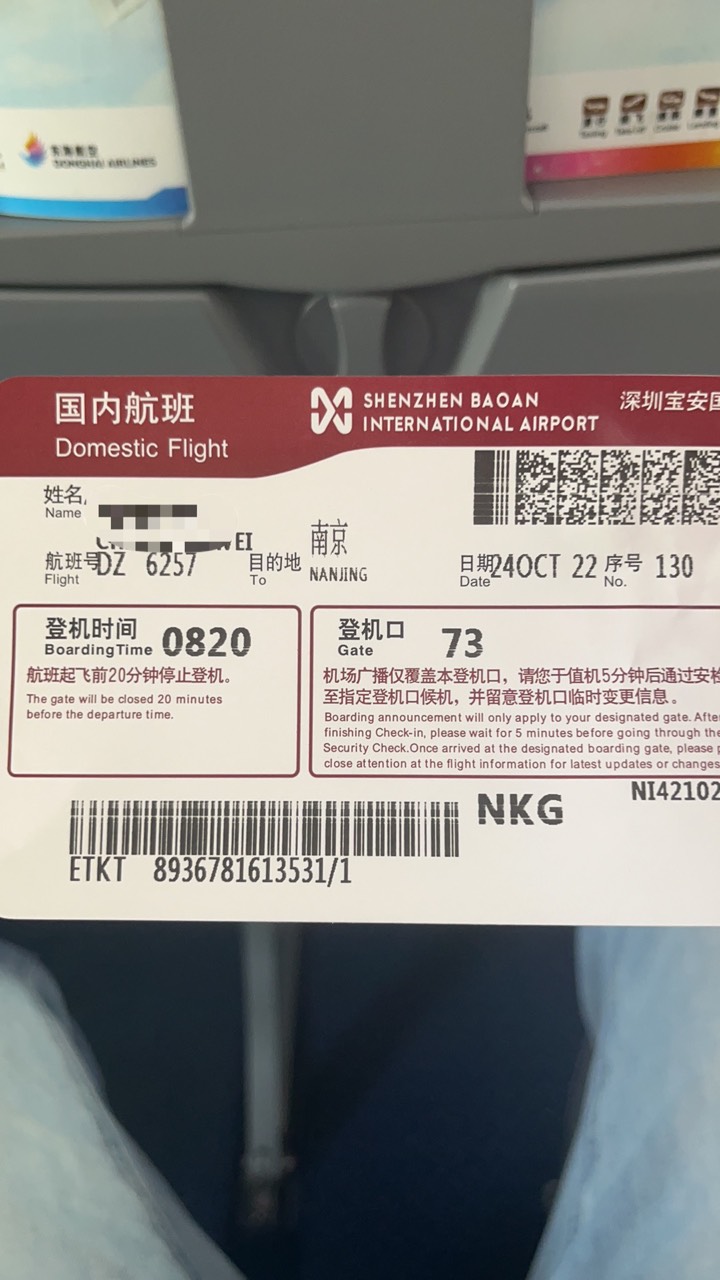 东海航空
DONGHAI AIRLINES
国内航班
Domestic Flight
SHENZHEN BAOAN
INTERNATIONAL AIRPORT
深圳宝安国
姓名
Name
EI
航班号 DZ 6257
Flight
目的地
To
南京
NANJING
日期 24OCT 22
Date
序号 130
No.
登机时间
BoardingTime 0820
航班起飞前20分钟停止登机。
The gate will be closed 20 minutes
before the departure time.
登机口
Gate 73
机场广播仅覆盖本登机口，请您于值机5分钟后通过安检
至指定登机口候机，并留意登机口临时变更信息。
Boarding announcement will only apply to your designated gate. After
finishing Check-in, please wait for 5 minutes before going through the
Security Check.Once arrived at the designated boarding gate, please p
close attention at the flight information for latest updates or changes
NKG
NI42102
ETKT 8936781613531/1